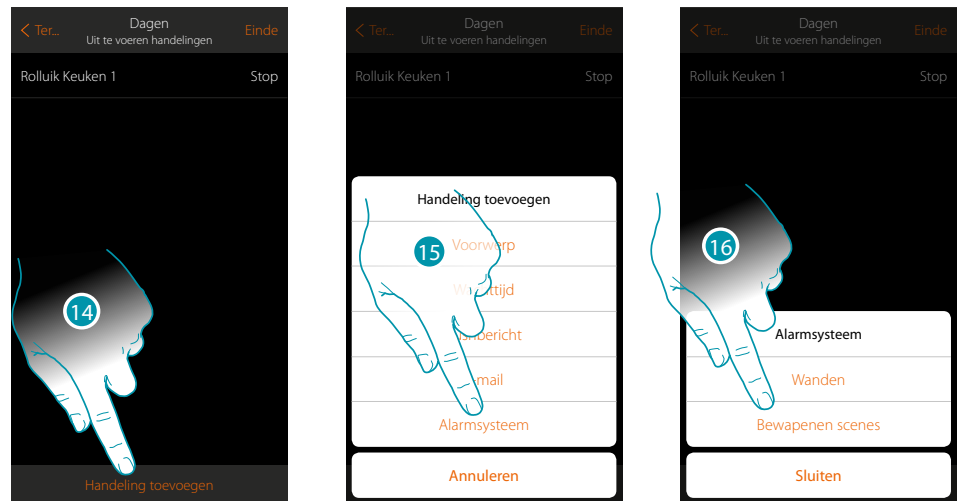 Ter... Dagen Einde
Uit te voeren handelingen
Rolluik Keuken 1 Stop
14
Handeling toevoegen
Ter... Dagen Einde
Uit te voeren handelingen
Rolluik Keuken 1 Stop
Handeling toevoegen
15
Voorwerp
Alarmsysteem
Annuleren
Ter... Dagen Einde
Uit te voeren handelingen
Rolluik Keuken 1 Stop
16
Alarmsysteem
Wanden
Bewapenen scenes
Sluiten